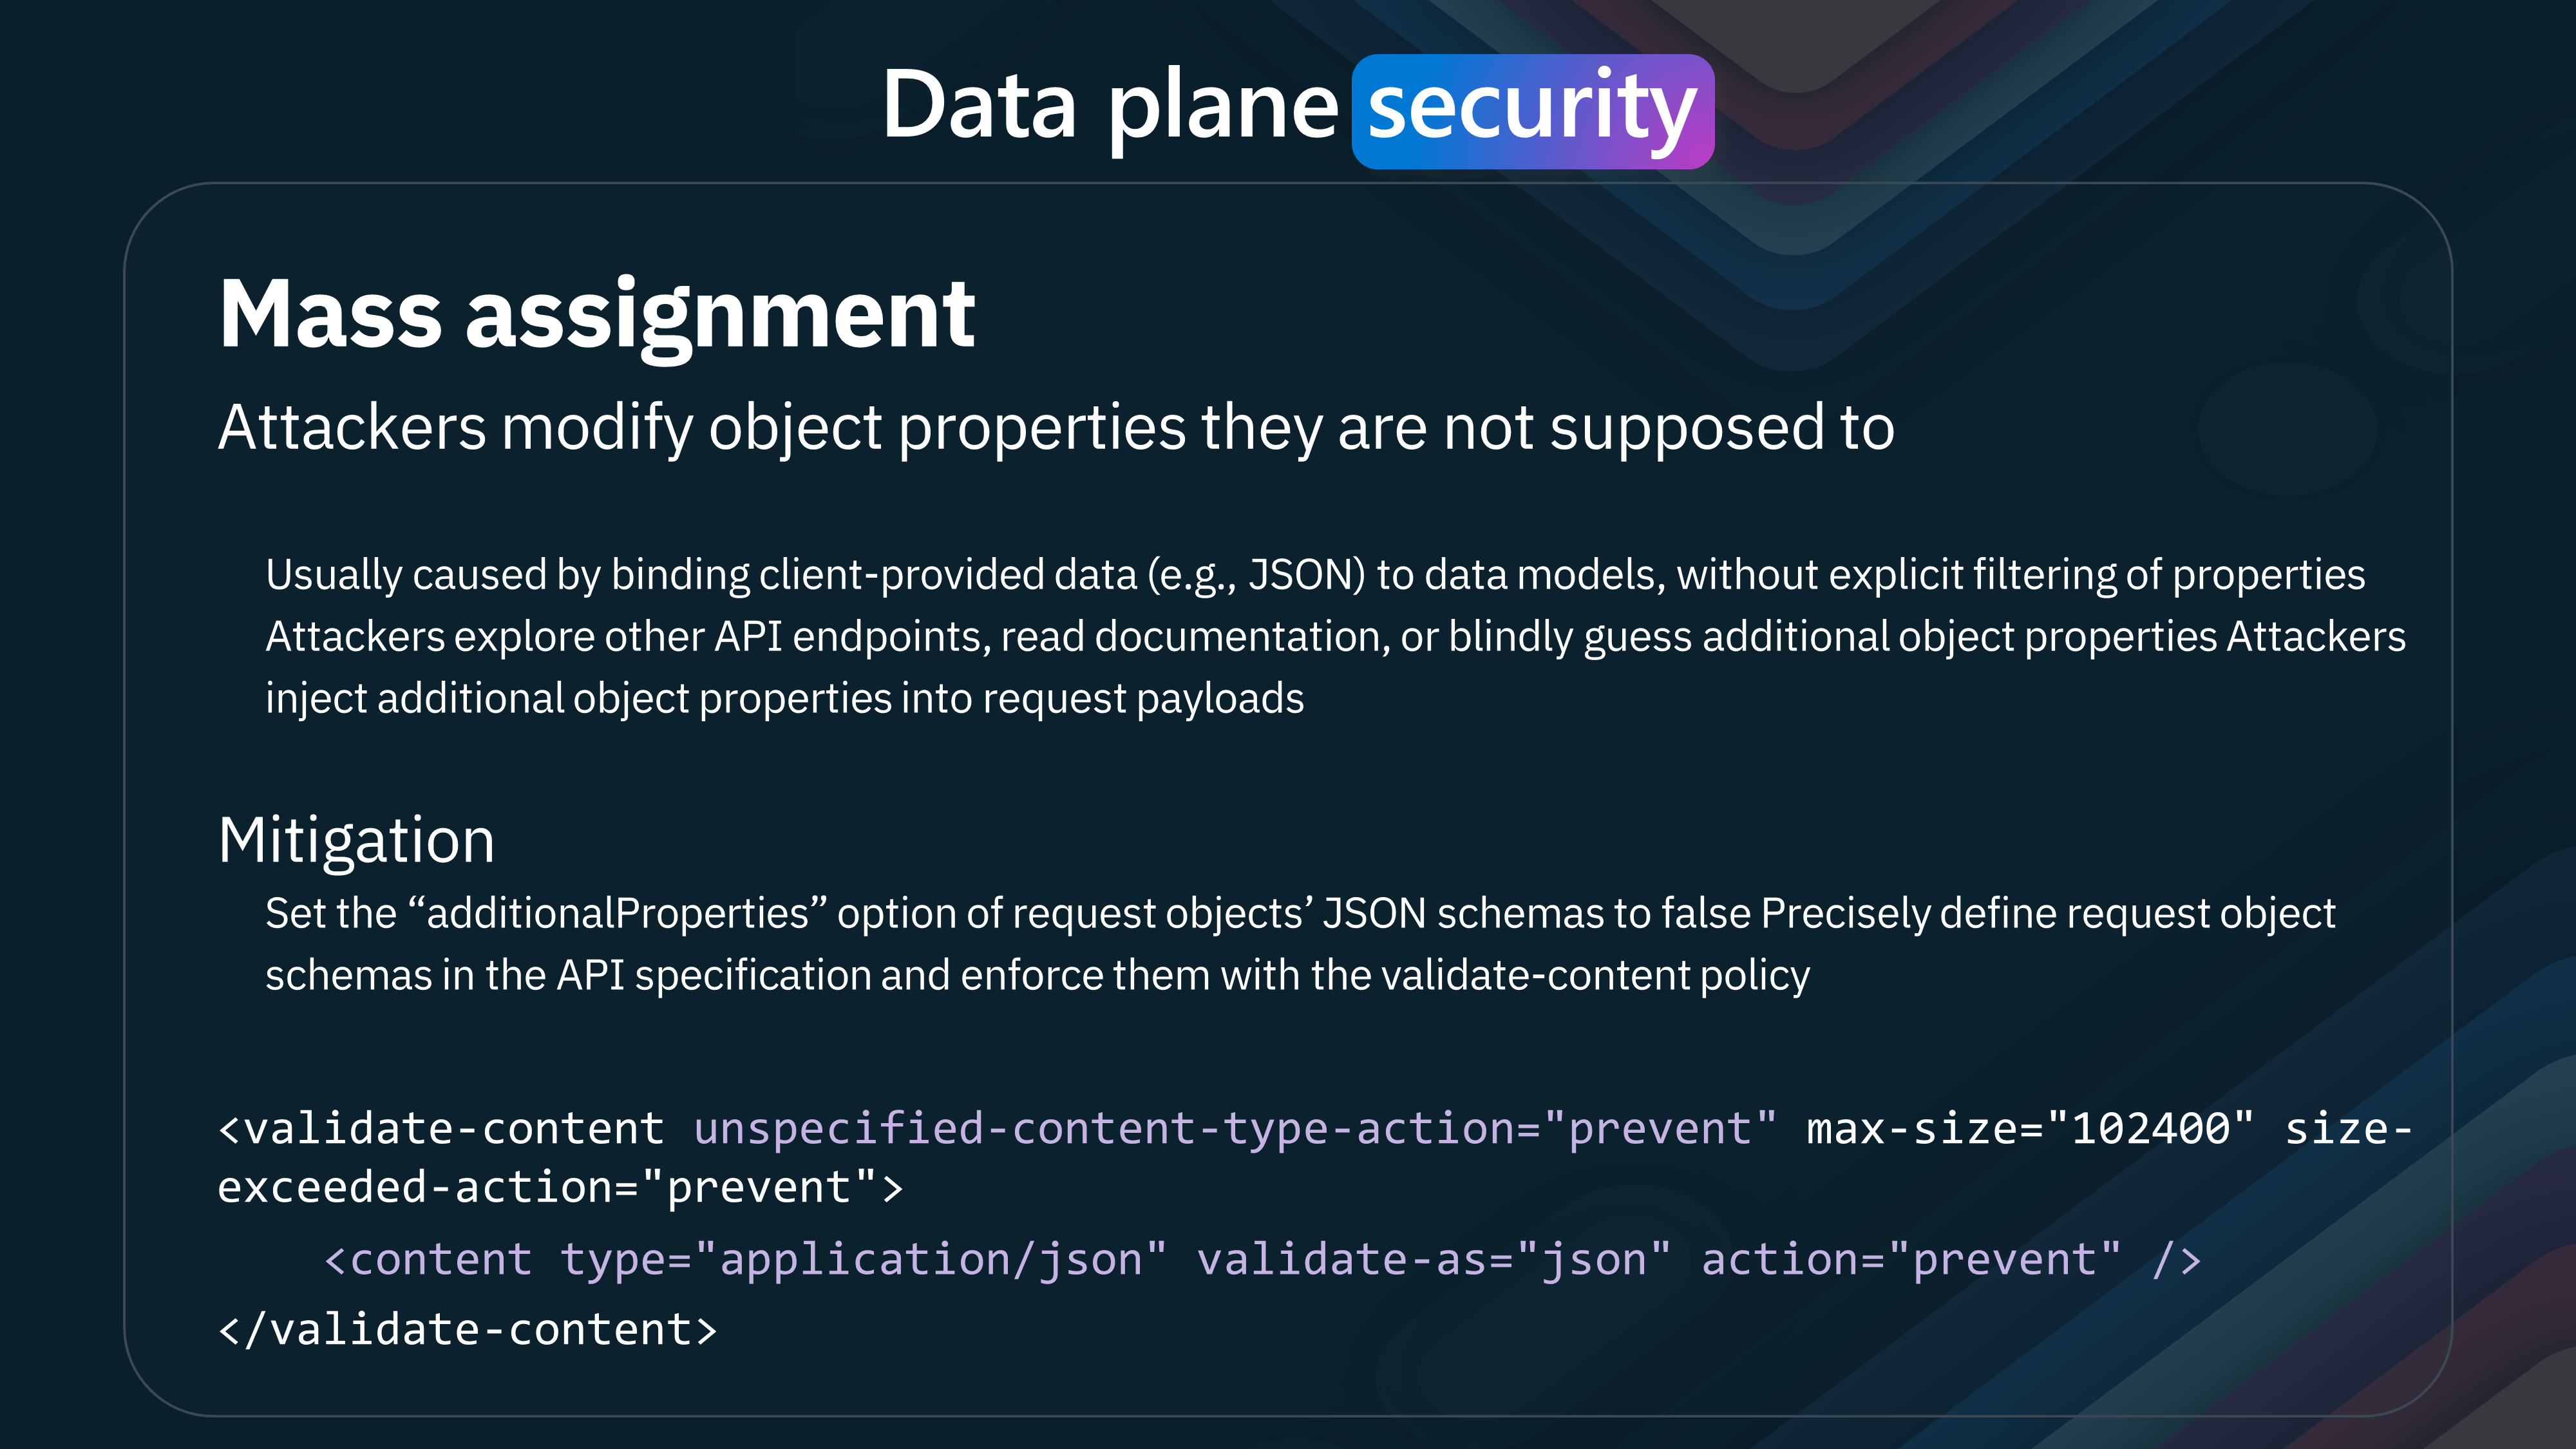 Data plane security
Mass assignment
Attackers modify object properties they are not supposed to
Usually caused by binding client-provided data (e.g., JSON) to data models, without explicit filtering of properties
Attackers explore other API endpoints, read documentation, or blindly guess additional object properties Attackers
inject additional object properties into request payloads
Mitigation
Set the “additionalProperties” option of request objects’ JSON schemas to false Precisely define request object
schemas in the API specification and enforce them with the validate-content policy
<validate-content unspecified-content-type-action="prevent" max-size="102400" size-
exceeded-action="prevent">
<content type="application/json" validate-as="json" action="prevent" />
</validate-content>